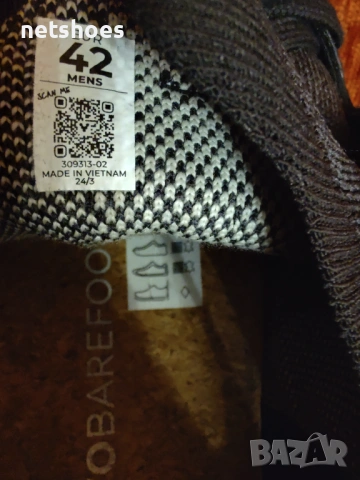 netshoes
42
MENS
SCAN ME
309313-02
MADE IN VIETNAM
24/3
OBAREFOO
BAZAR